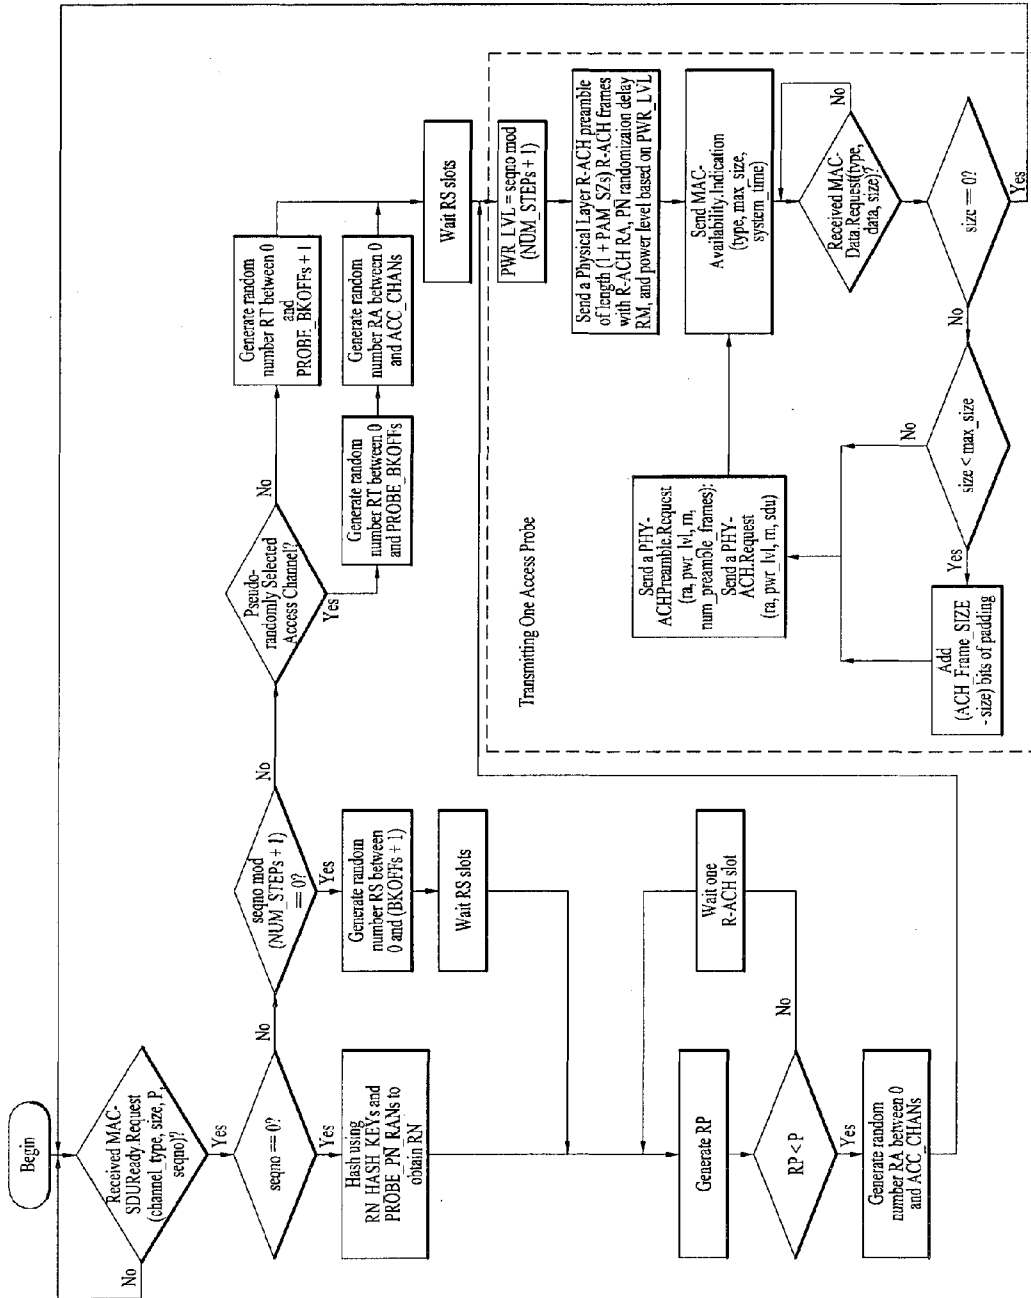 Begin
Received MAC-
SDUReady.Request
(channel_type, size, P,
seqno)?
No
Yes
seqno == 0?
No
Yes
Hash using
RN_HASH_KEYs and
PROBE_PN_RANs to
obtain RN
seqno mod
(NUM_STEPs + 1)
== 0?
No
Yes
Generate random
number RS between
0 and (BKOFFs + 1)
Wait RS slots
Pseudo-
randomly Selected
Access Channel?
No
Yes
Generate random
number RT between 0
and
PROBE_BKOFFs + 1
Generate random
number RT between 0
and PROBE_BKOFFs
Generate random
number RA between 0
and ACC_CHANs
Wait RS slots
Generate RP
RP < P
No
Yes
Wait one
R-ACH slot
Generate random
number RA between 0
and ACC_CHANs
Transmitting One Access Probe
PWR_LVL = seqno mod
(NUM_STEPs + 1)
Send a Physical Layer R-ACH preamble
of length (1 + PAM_SZs) R-ACH frames
with R-ACH RA, PN randomizaion delay
RM, and power level based on PWR_LVL
Send MAC-
Availability.Indication
(type, max_size,
system_time)
Received MAC-
Data.Request(type,
data, size)?
No
size == 0?
Yes
No
size < max_size
No
Yes
Add
(ACH_Frame_SIZE
- size) bits of padding
Send a PHY-
ACHPreamble.Request
(ra, pwr_lvl, rn,
num_preamble_frames);
Send a PHY-
ACH.Request
(ra, pwr_lvl, rn, sdu)